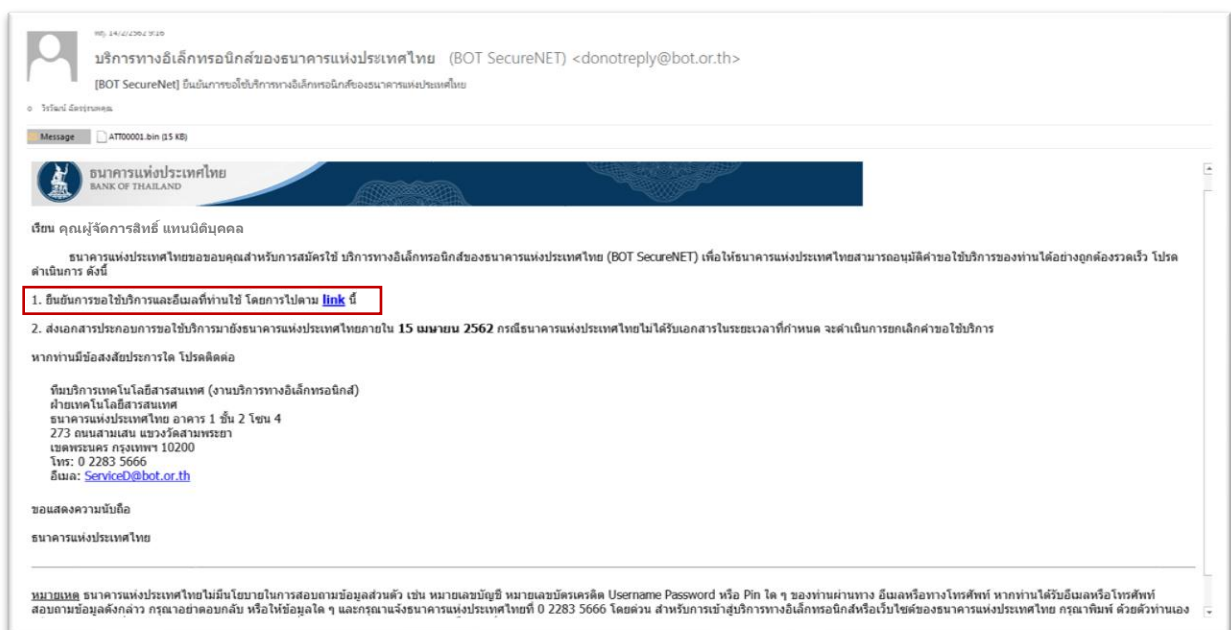 14/2/2562 9:16
บริการทางอิเล็กทรอนิกส์ของธนาคารแห่งประเทศไทย (BOT SecureNET) <donotreply@bot.or.th>
[BOT SecureNet] ยืนยันการขอใช้บริการทางอิเล็กทรอนิกส์ของธนาคารแห่งประเทศไทย
Message ATT00001.bin (15 KB)
ธนาคารแห่งประเทศไทย
BANK OF THAILAND
เรียน คุณผู้จัดการสิทธิ์ แทนนิติบุคคล
ธนาคารแห่งประเทศไทยขอขอบคุณสำหรับการสมัครใช้ บริการทางอิเล็กทรอนิกส์ของธนาคารแห่งประเทศไทย (BOT SecureNET) เพื่อให้ธนาคารแห่งประเทศไทยสามารถอนุมัติคำขอใช้บริการของท่านได้อย่างถูกต้องรวดเร็ว โปรด
ดำเนินการ ดังนี้
1. ยืนยันการขอใช้บริการและอีเมลที่ท่านใช้ โดยการไปตาม link นี้
2. ส่งเอกสารประกอบการขอใช้บริการมายังธนาคารแห่งประเทศไทยภายใน 15 เมษายน 2562 กรณีธนาคารแห่งประเทศไทยไม่ได้รับเอกสารในระยะเวลาที่กำหนด จะดำเนินการยกเลิกคำขอใช้บริการ
หากท่านมีข้อสงสัยประการใด โปรดติดต่อ
ทีมบริการเทคโนโลยีสารสนเทศ (งานบริการทางอิเล็กทรอนิกส์)
ฝ่ายเทคโนโลยีสารสนเทศ
ธนาคารแห่งประเทศไทย อาคาร 1 ชั้น 2 โซน 4
273 ถนนสามเสน แขวงวัดสามพระยา
เขตพระนคร กรุงเทพฯ 10200
โทร: 0 2283 5666
อีเมล: ServiceD@bot.or.th
ขอแสดงความนับถือ
ธนาคารแห่งประเทศไทย
หมายเหตุ ธนาคารแห่งประเทศไทยไม่มีนโยบายในการสอบถามข้อมูลส่วนตัว เช่น หมายเลขบัญชี หมายเลขบัตรเครดิต Username Password หรือ Pin ใด ๆ ของท่านผ่านทาง อีเมลหรือทางโทรศัพท์ หากท่านได้รับอีเมลหรือโทรศัพท์
สอบถามข้อมูลดังกล่าว กรุณาอย่าตอบกลับ หรือให้ข้อมูลใด ๆ และกรุณาแจ้งธนาคารแห่งประเทศไทยที่ 0 2283 5666 โดยด่วน สำหรับการเข้าสู่บริการทางอิเล็กทรอนิกส์หรือเว็บไซต์ของธนาคารแห่งประเทศไทย กรุณาพิมพ์ ด้วยตัวท่านเอง